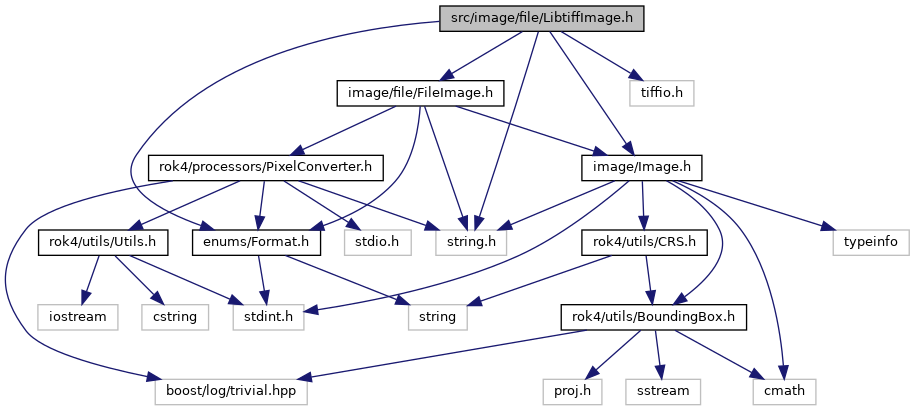 src/image/file/LibtiffImage.h
image/file/FileImage.h
tiffio.h
rok4/processors/PixelConverter.h
image/Image.h
rok4/utils/Utils.h
enums/Format.h
stdio.h
string.h
rok4/utils/CRS.h
typeinfo
iostream
cstring
stdint.h
string
rok4/utils/BoundingBox.h
boost/log/trivial.hpp
proj.h
sstream
cmath